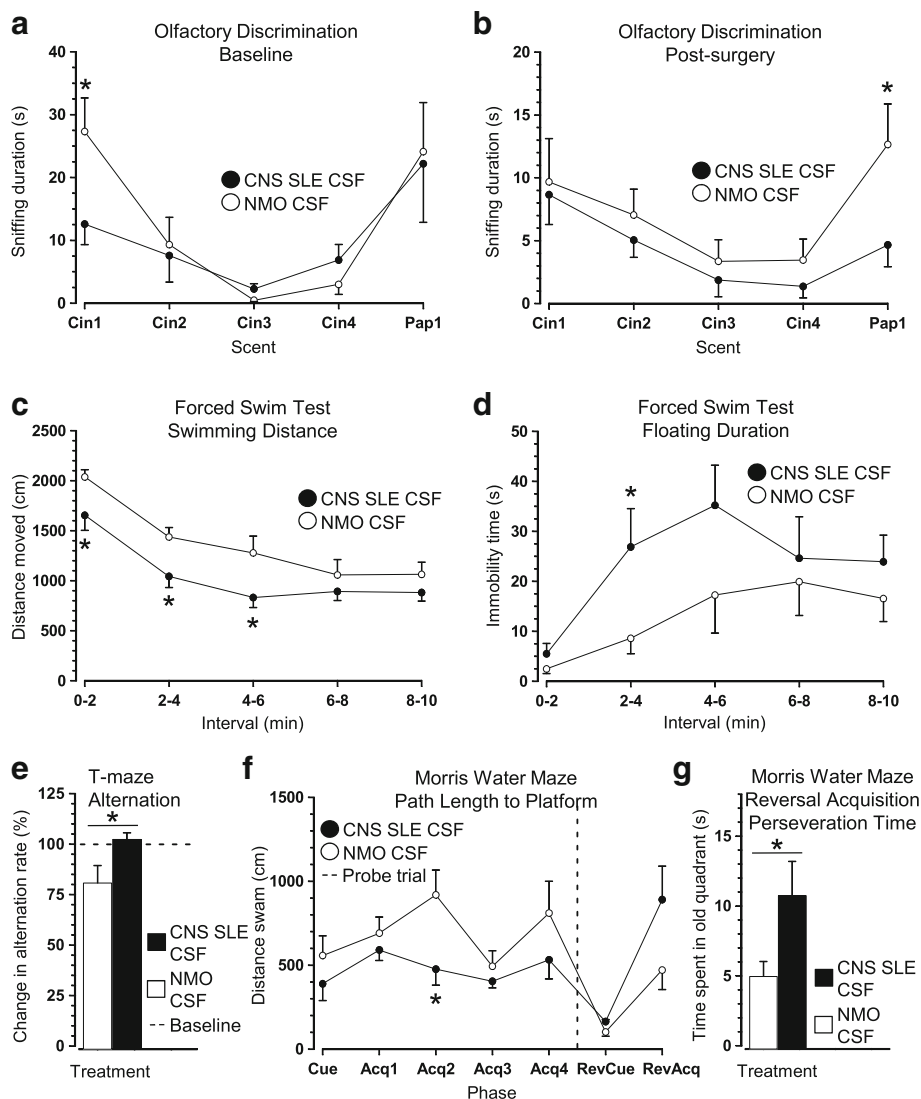 a
Olfactory Discrimination
Baseline
40
30
20
10
0
Sniffing duration (s)
*
CNS SLE CSF
NMO CSF
Cin1 Cin2 Cin3 Cin4 Pap1
Scent
b
Olfactory Discrimination
Post-surgery
20
15
10
5
0
Sniffing duration (s)
*
CNS SLE CSF
NMO CSF
Cin1 Cin2 Cin3 Cin4 Pap1
Scent
c
Forced Swim Test
Swimming Distance
2500
2000
1500
1000
500
0
Distance moved (cm)
CNS SLE CSF
NMO CSF
*
*
*
0-2 2-4 4-6 6-8 8-10
Interval (min)
d
Forced Swim Test
Floating Duration
50
40
30
20
10
0
Immobility time (s)
*
CNS SLE CSF
NMO CSF
0-2 2-4 4-6 6-8 8-10
Interval (min)
e
T-maze
Alternation
125
100
75
50
25
0
Change in alternation rate (%)
*
CNS SLE
CSF
NMO
CSF
Baseline
Treatment
f
Morris Water Maze
Path Length to Platform
1500
1000
500
0
Distance swam (cm)
CNS SLE CSF
NMO CSF
Probe trial
*
Cue Acq1 Acq2 Acq3 Acq4 RevCue RevAcq
Phase
g
Morris Water Maze
Reversal Acquisition
Perseveration Time
15
10
5
0
Time spent in old quadrant (s)
*
CNS SLE
CSF
NMO
CSF
Treatment